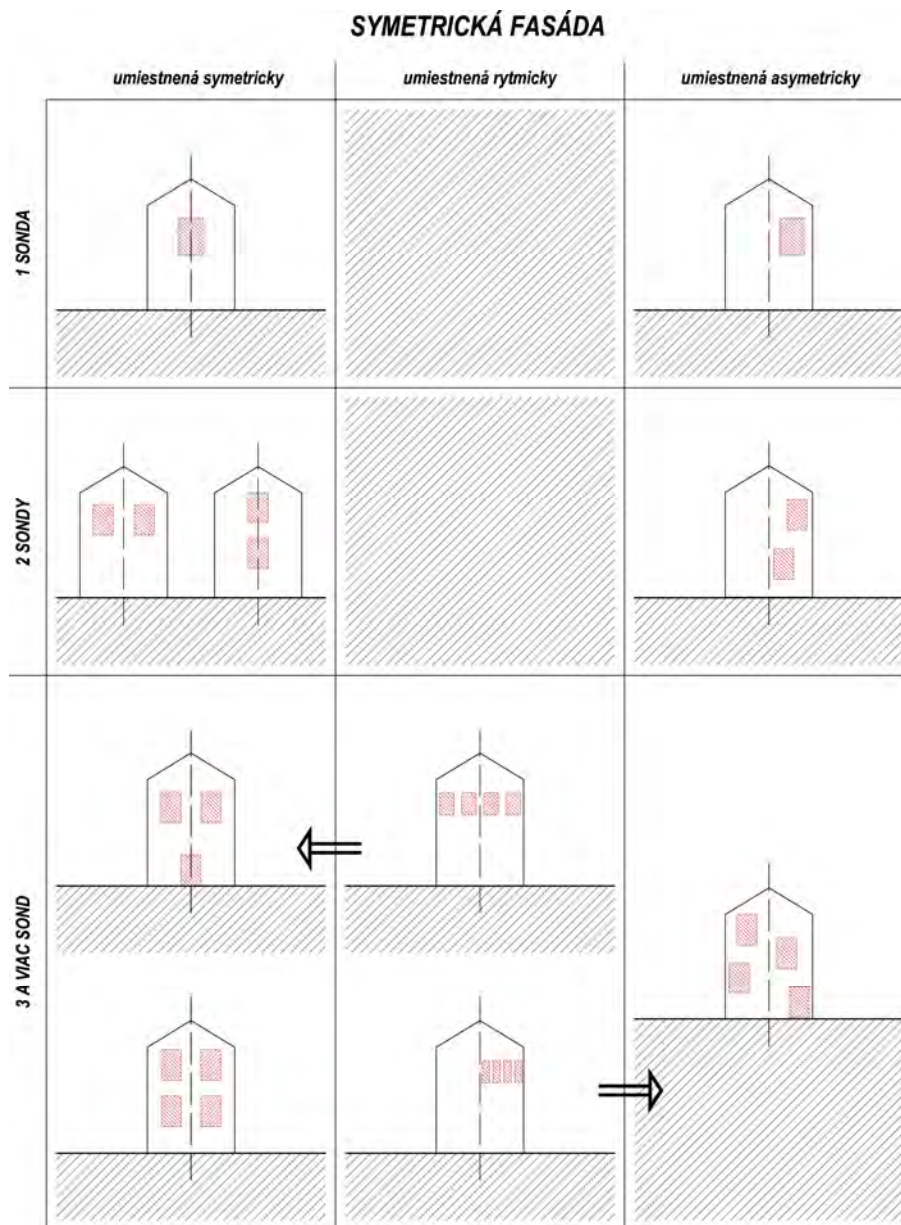 SYMETRICKÁ FASÁDA
umiestnená symetricky
umiestnená rytmicky
umiestnená asymetricky
1 SONDA
2 SONDY
3 A VIAC SOND